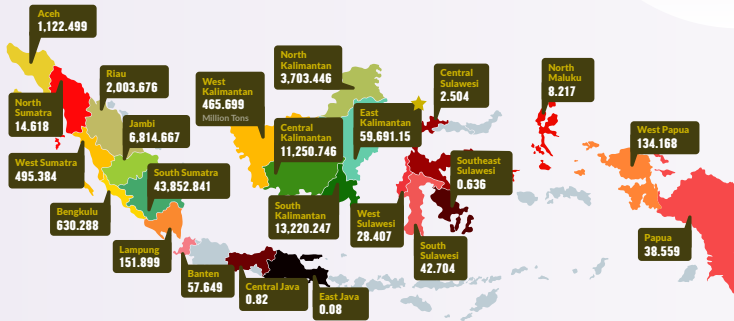 Aceh
1,122.499
North
Sumatra
14.618
Riau
2,003.676
Jambi
6,814.667
West Sumatra
495.384
South Sumatra
43,852.841
Bengkulu
630.288
Lampung
151.899
Banten
57.649
Central Java
0.82
East Java
0.08
West
Kalimantan
465.699
Million Tons
North
Kalimantan
3,703.446
Central
Kalimantan
11,250.746
East
Kalimantan
59,691.15
South
Kalimantan
13,220.247
Central
Sulawesi
2.504
Southeast
Sulawesi
0.636
West
Sulawesi
28.407
South
Sulawesi
42.704
North
Maluku
8.217
West Papua
134.168
Papua
38.559